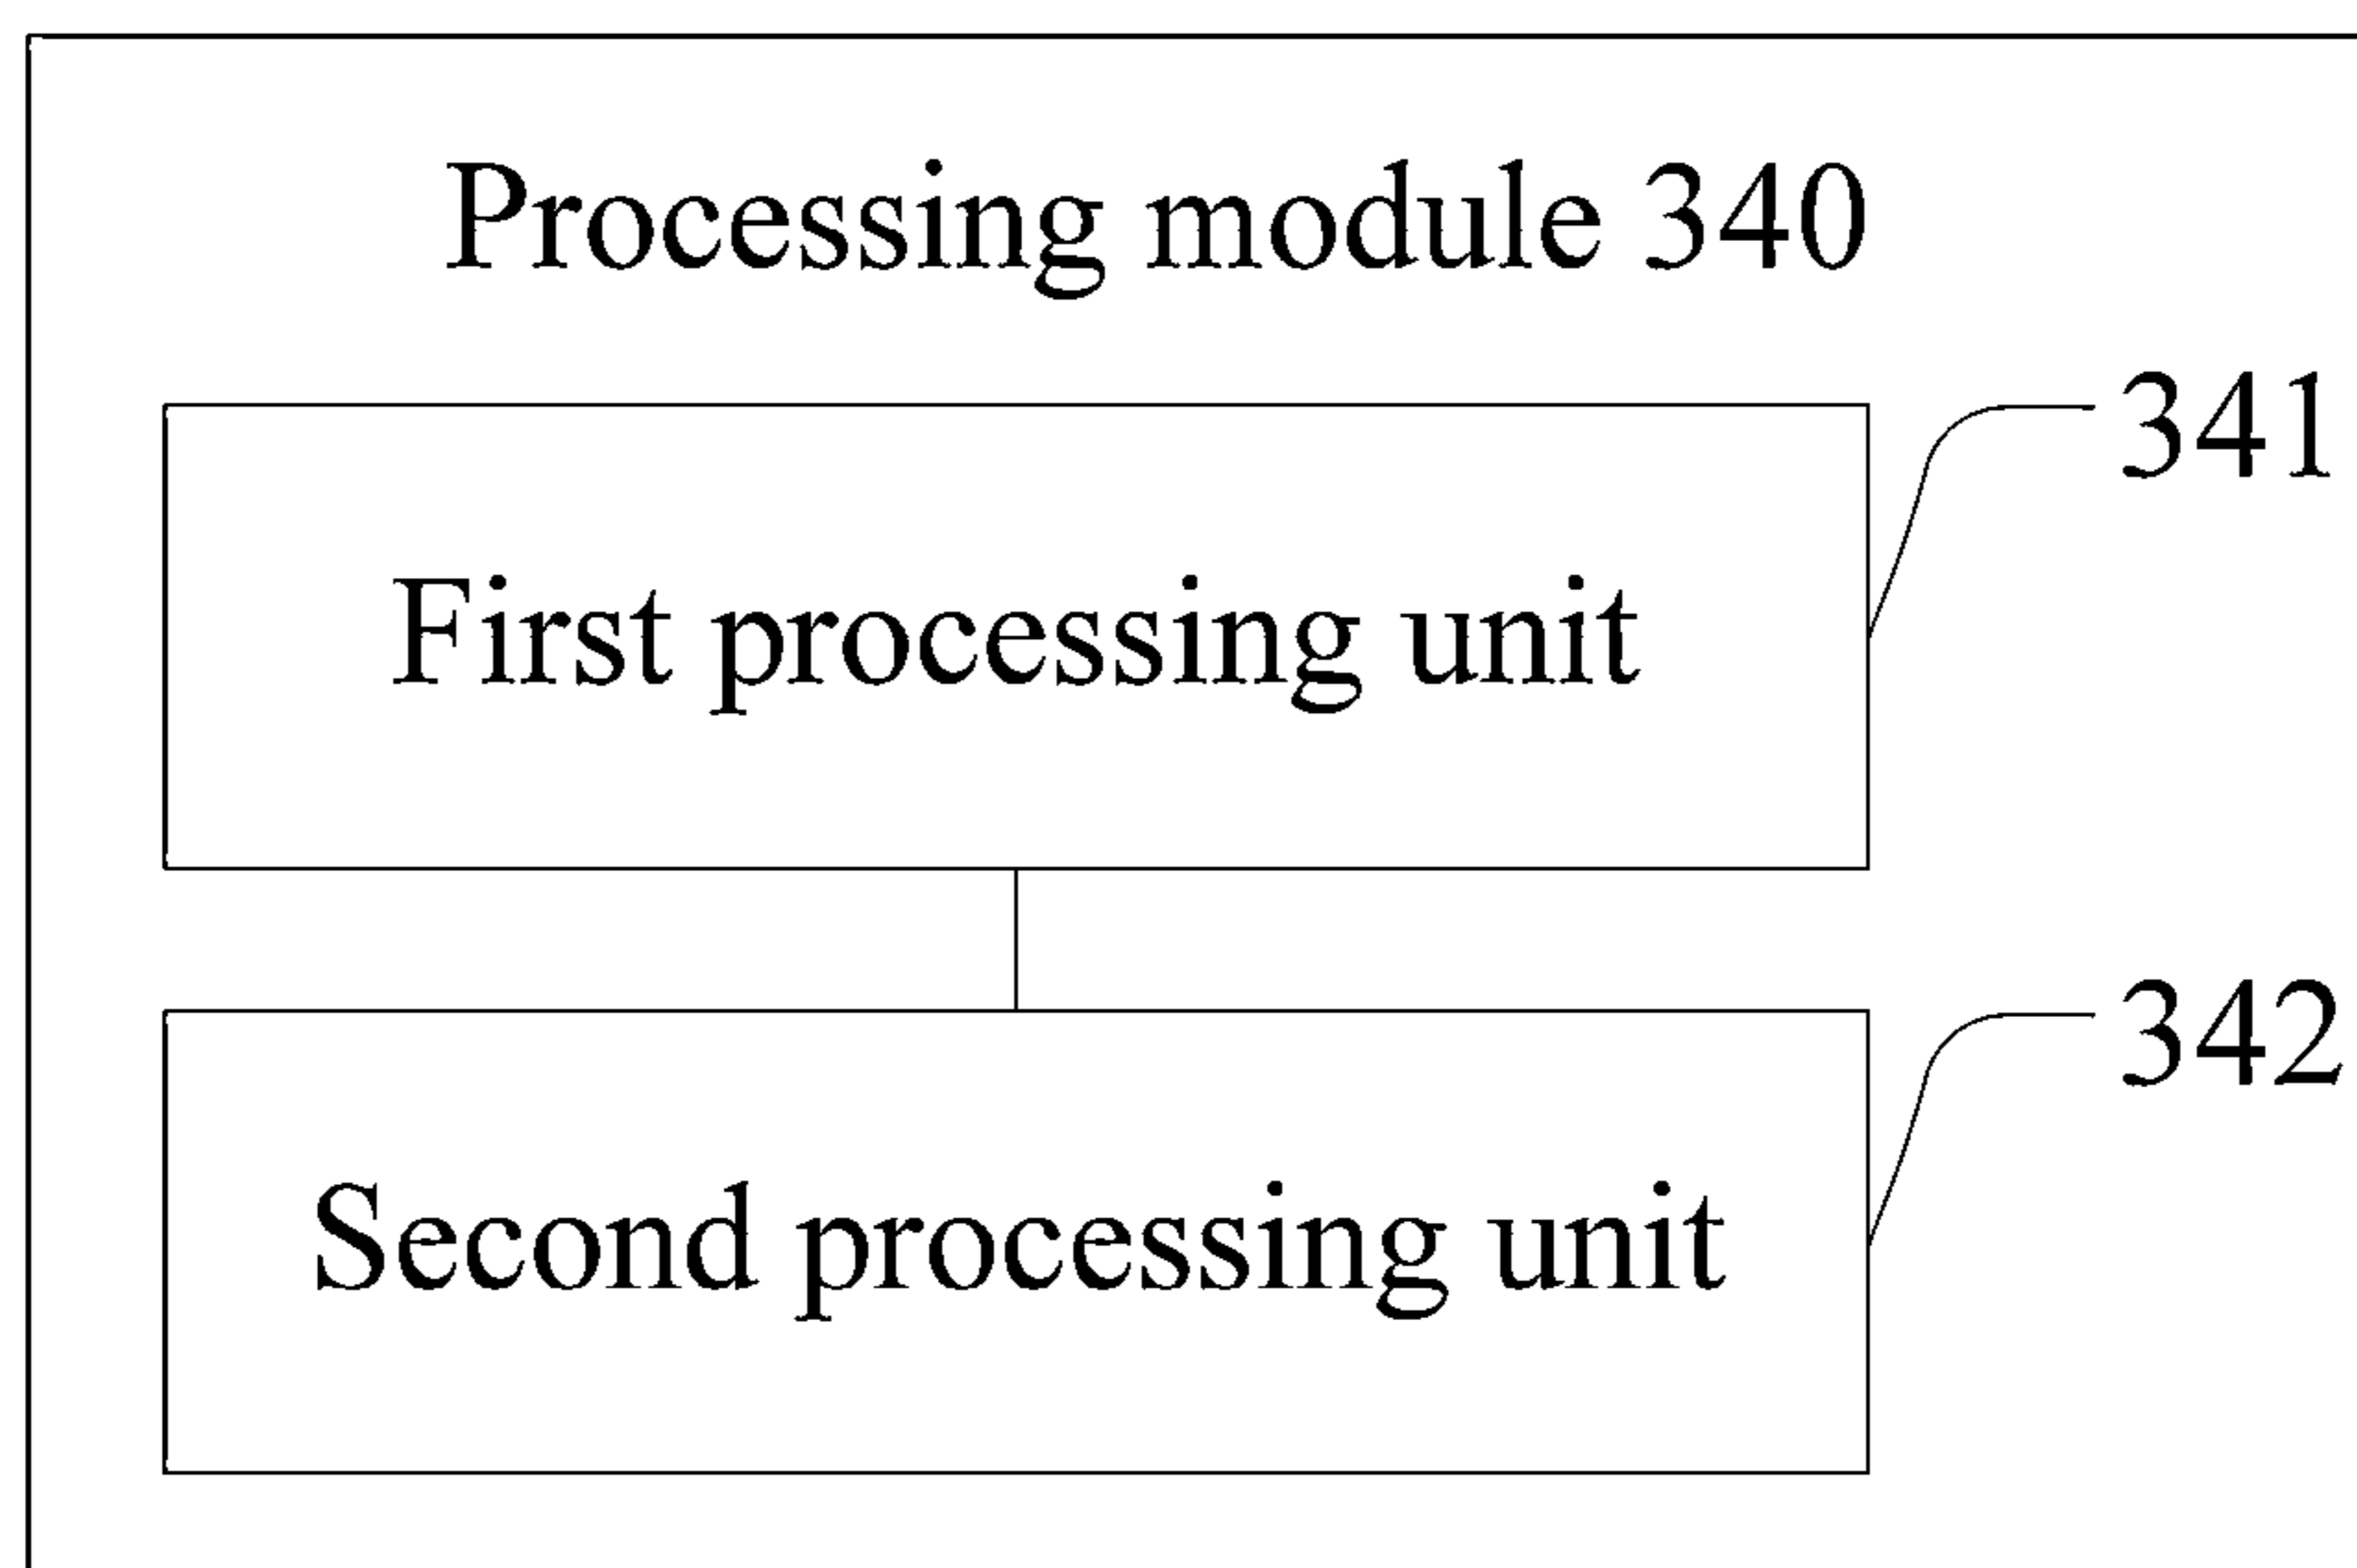 Processing module 340
341
First processing unit
342
Second processing unit